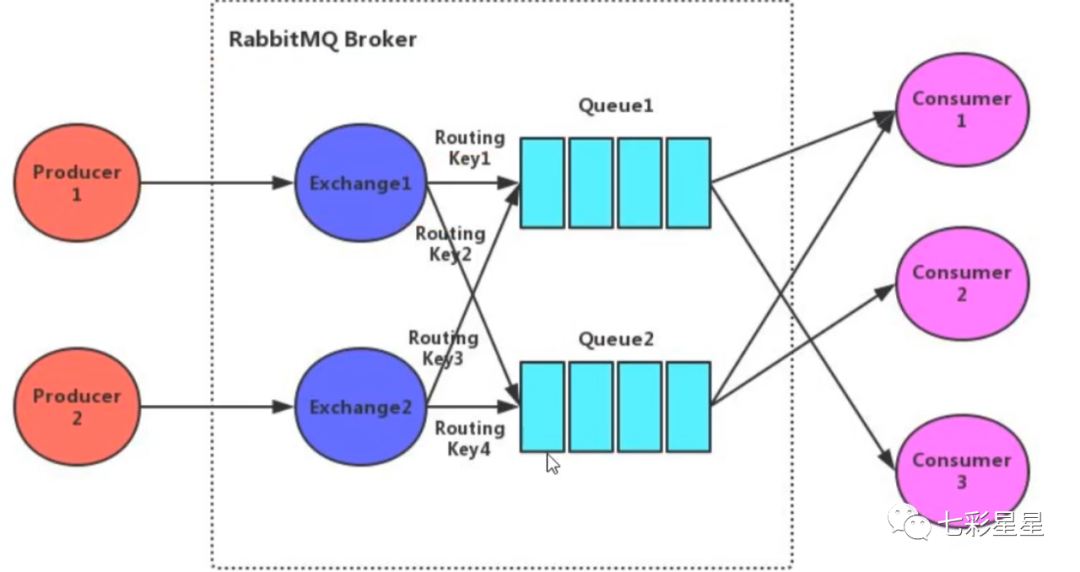 RabbitMQ Broker
Producer
1
Exchange1
Routing
Key1
Queue1
Consumer
1
Routing
Key2
Consumer
2
Routing
Key3
Queue2
Producer
2
Exchange2
Routing
Key4
Consumer
3
七彩星星